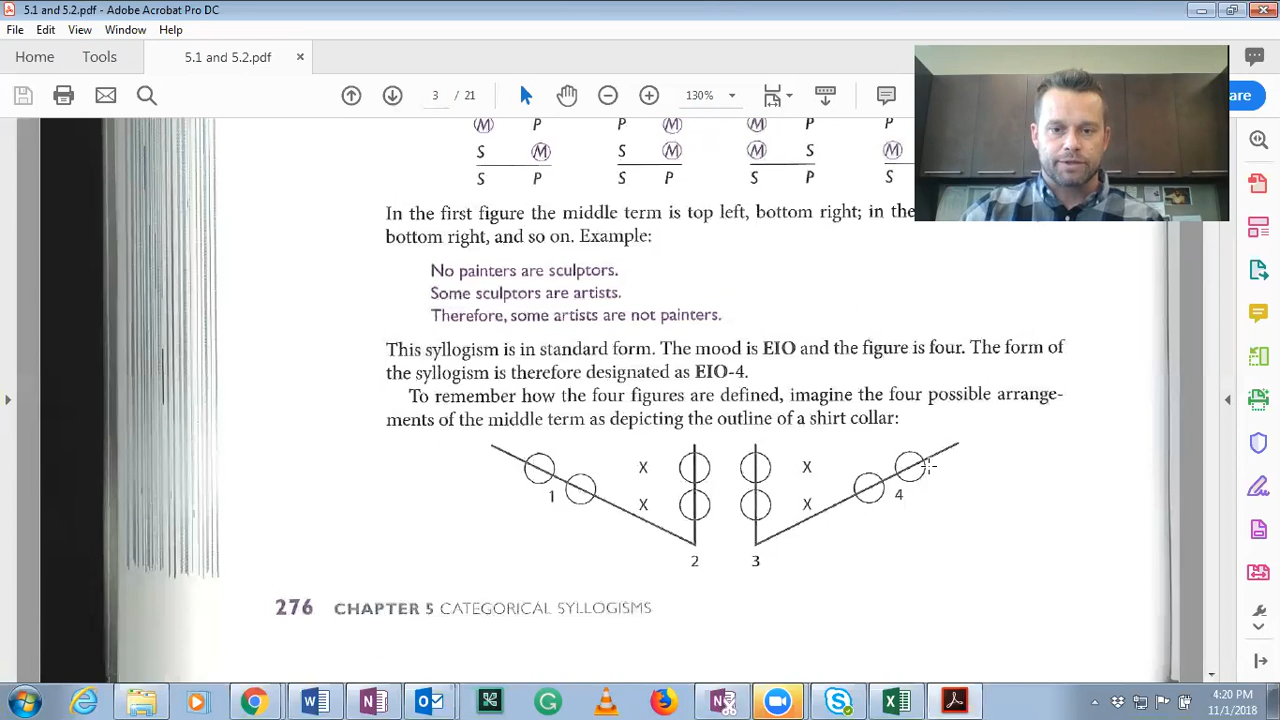 5.1 and 5.2.pdf - Adobe Acrobat Pro DC
File Edit View Window Help
Home Tools 5.1 and 5.2.pdf ×
3 / 21 130%
M P P M M P P
S M S M M S M
S P S P S P S
In the first figure the middle term is top left, bottom right; in the
bottom right, and so on. Example:
No painters are sculptors.
Some sculptors are artists.
Therefore, some artists are not painters.
This syllogism is in standard form. The mood is EIO and the figure is four. The form of
the syllogism is therefore designated as EIO-4.
To remember how the four figures are defined, imagine the four possible arrange-
ments of the middle term as depicting the outline of a shirt collar:
X X
1 4
X X
2 3
276 CHAPTER 5 CATEGORICAL SYLLOGISMS
4:20 PM
11/1/2018